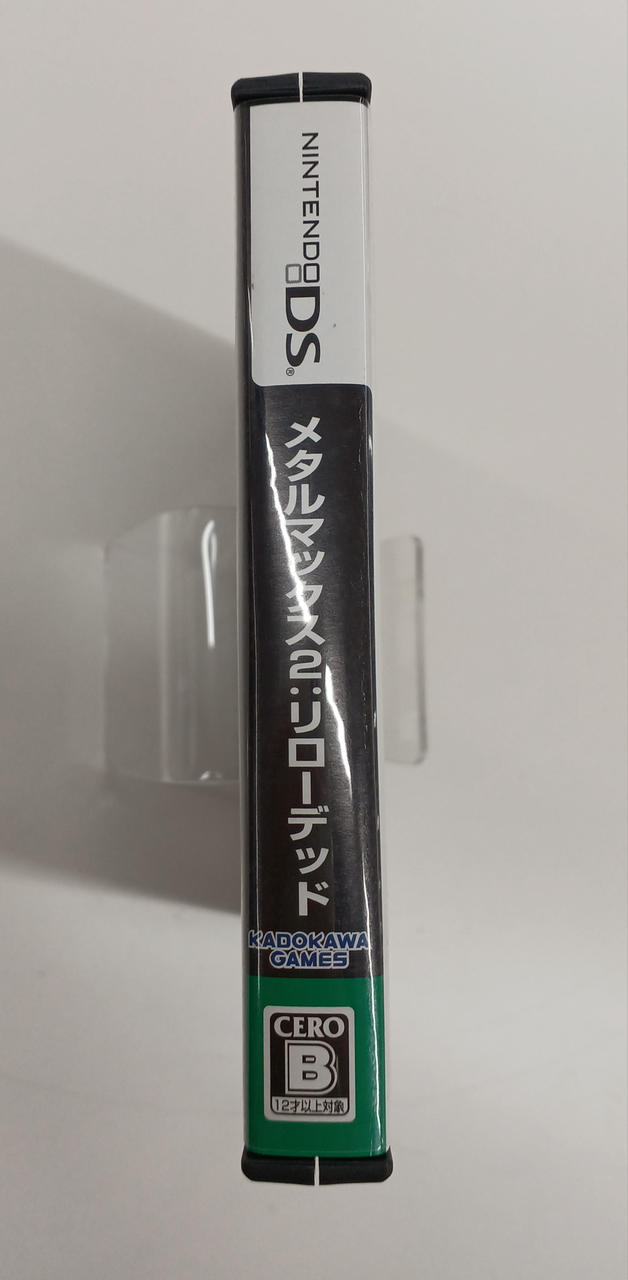 NINTENDO
DS®
メタルマックス2:リローデッド
KADOKAWA
GAMES
CERO
B
12才以上対象